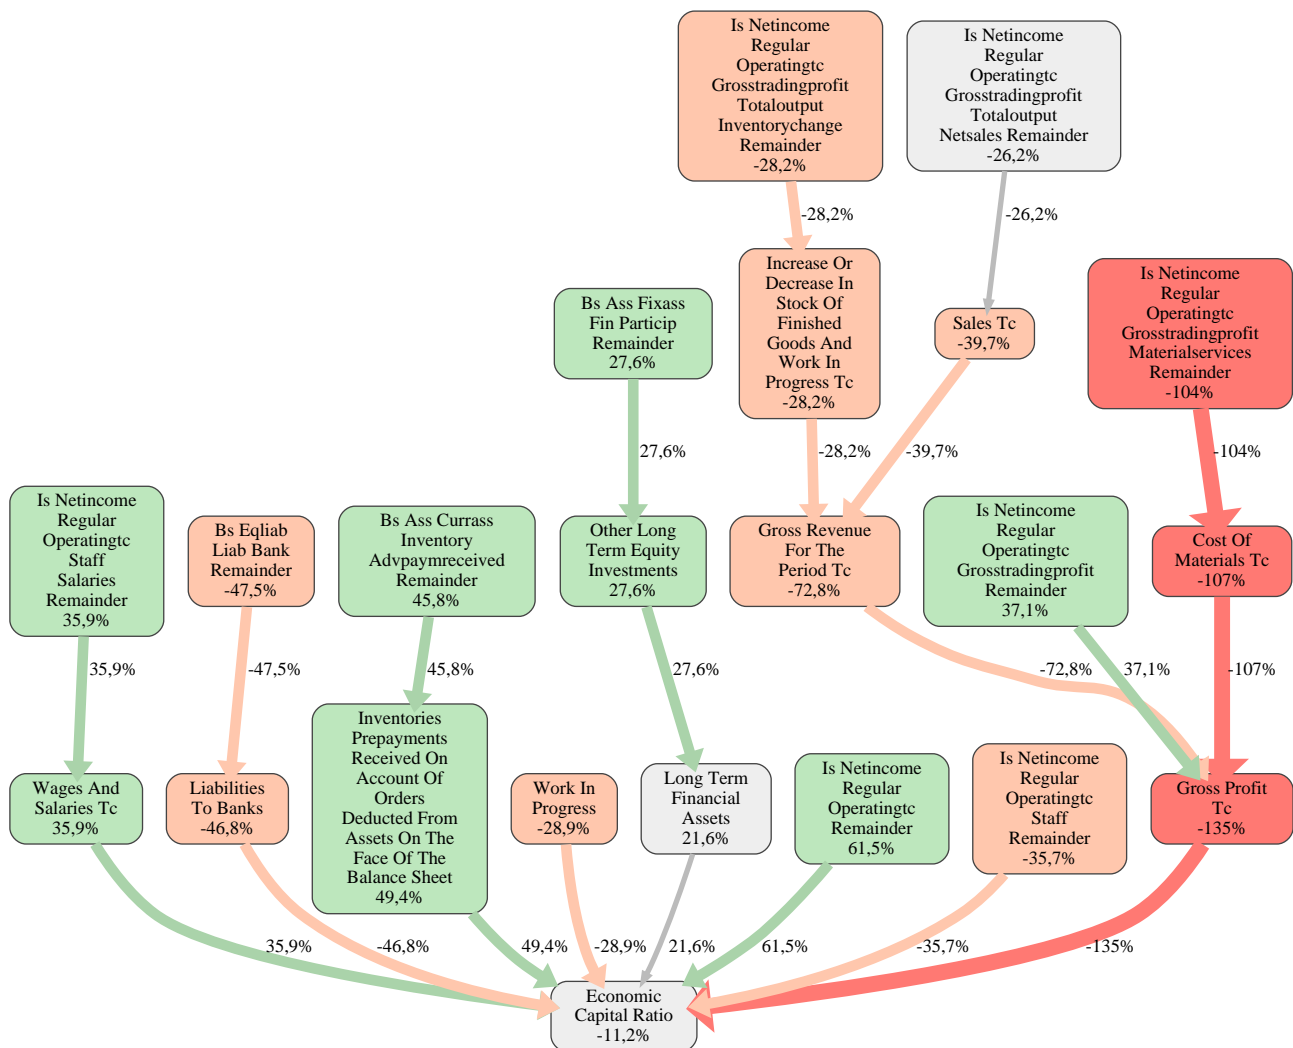 Is Netincome
Regular
Operatingtc
Grosstradingprofit
Totaloutput
Inventorychange
Remainder
-28,2%
Is Netincome
Regular
Operatingtc
Grosstradingprofit
Totaloutput
Netsales Remainder
-26,2%
-28,2%
-26,2%
Bs Ass Fixass
Fin Particip
Remainder
27,6%
Increase Or
Decrease In
Stock Of
Finished
Goods And
Work In
Progress Tc
-28,2%
Sales Tc
-39,7%
Is Netincome
Regular
Operatingtc
Grosstradingprofit
Materialservices
Remainder
-104%
27,6%
-28,2%
-39,7%
-104%
Is Netincome
Regular
Operatingtc
Staff
Salaries
Remainder
35,9%
Bs Eqliab
Liab Bank
Remainder
-47,5%
Bs Ass Currass
Inventory
Advpaymreceived
Remainder
45,8%
Other Long
Term Equity
Investments
27,6%
Gross Revenue
For The
Period Tc
-72,8%
Is Netincome
Regular
Operatingtc
Grosstradingprofit
Remainder
37,1%
Cost Of
Materials Tc
-107%
35,9%
-47,5%
45,8%
27,6%
-72,8%
37,1%
-107%
Wages And
Salaries Tc
35,9%
Liabilities
To Banks
-46,8%
Inventories
Prepayments
Received On
Account Of
Orders
Deducted From
Assets On The
Face Of The
Balance Sheet
49,4%
Work In
Progress
-28,9%
Long Term
Financial
Assets
21,6%
Is Netincome
Regular
Operatingtc
Remainder
61,5%
Is Netincome
Regular
Operatingtc
Staff
Remainder
-35,7%
Gross Profit
Tc
-135%
35,9%
-46,8%
49,4%
-28,9%
21,6%
61,5%
-35,7%
-135%
Economic
Capital Ratio
-11,2%